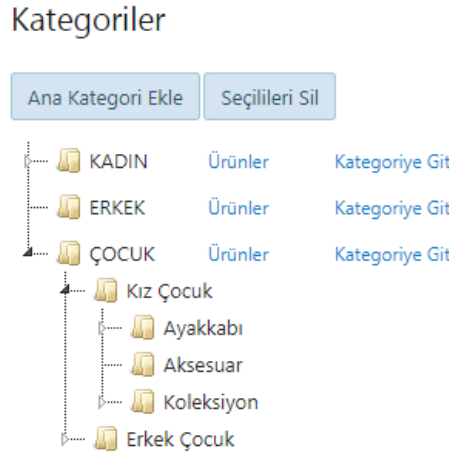 Kategoriler
Ana Kategori Ekle Seçilileri Sil
KADIN Ürünler Kategoriye Git
ERKEK Ürünler Kategoriye Git
ÇOCUK Ürünler Kategoriye Git
Kız Çocuk
Ayakkabı
Aksesuar
Koleksiyon
Erkek Çocuk